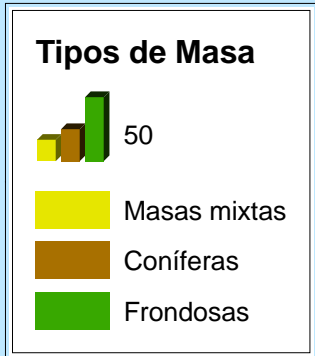 Tipos de Masa
50
Masas mixtas
Coníferas
Frondosas